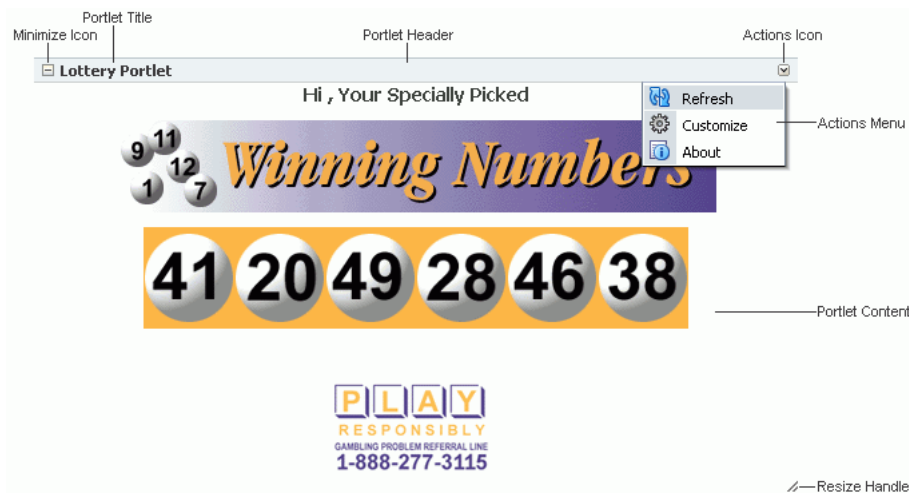 Portlet Title
Minimize Icon
Portlet Header
Actions Icon
Lottery Portlet
Hi , Your Specially Picked
Refresh
Customize
About
Actions Menu
9 11
12
1 7
Winning Numbers
41 20 49 28 46 38
Portlet Content
PLAY
RESPONSIBLY
GAMBLING PROBLEM REFERRAL LINE
1-888-277-3115
Resize Handle